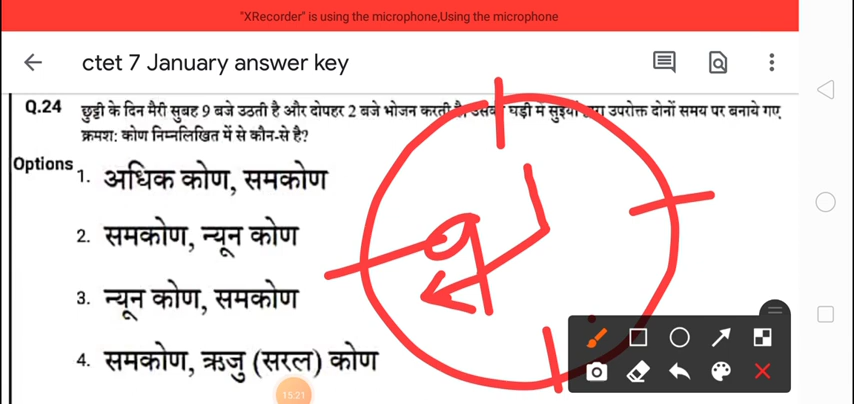 "XRecorder" is using the microphone,Using the microphone
ctet 7 January answer key
Q.24 छुट्टी के दिन मैरी सुबह 9 बजे उठती है और दोपहर 2 बजे भोजन करती घड़ी में उपरोक्त दोनों समय पर बनाये गए
क्रमश: कोण निम्नलिखित में से कौन-से है?
Options
1. अधिक कोण, समकोण
2. समकोण, न्यून कोण
3. न्यून कोण, समकोण
4. समकोण, ऋजु (सरल) कोण
9
15:21